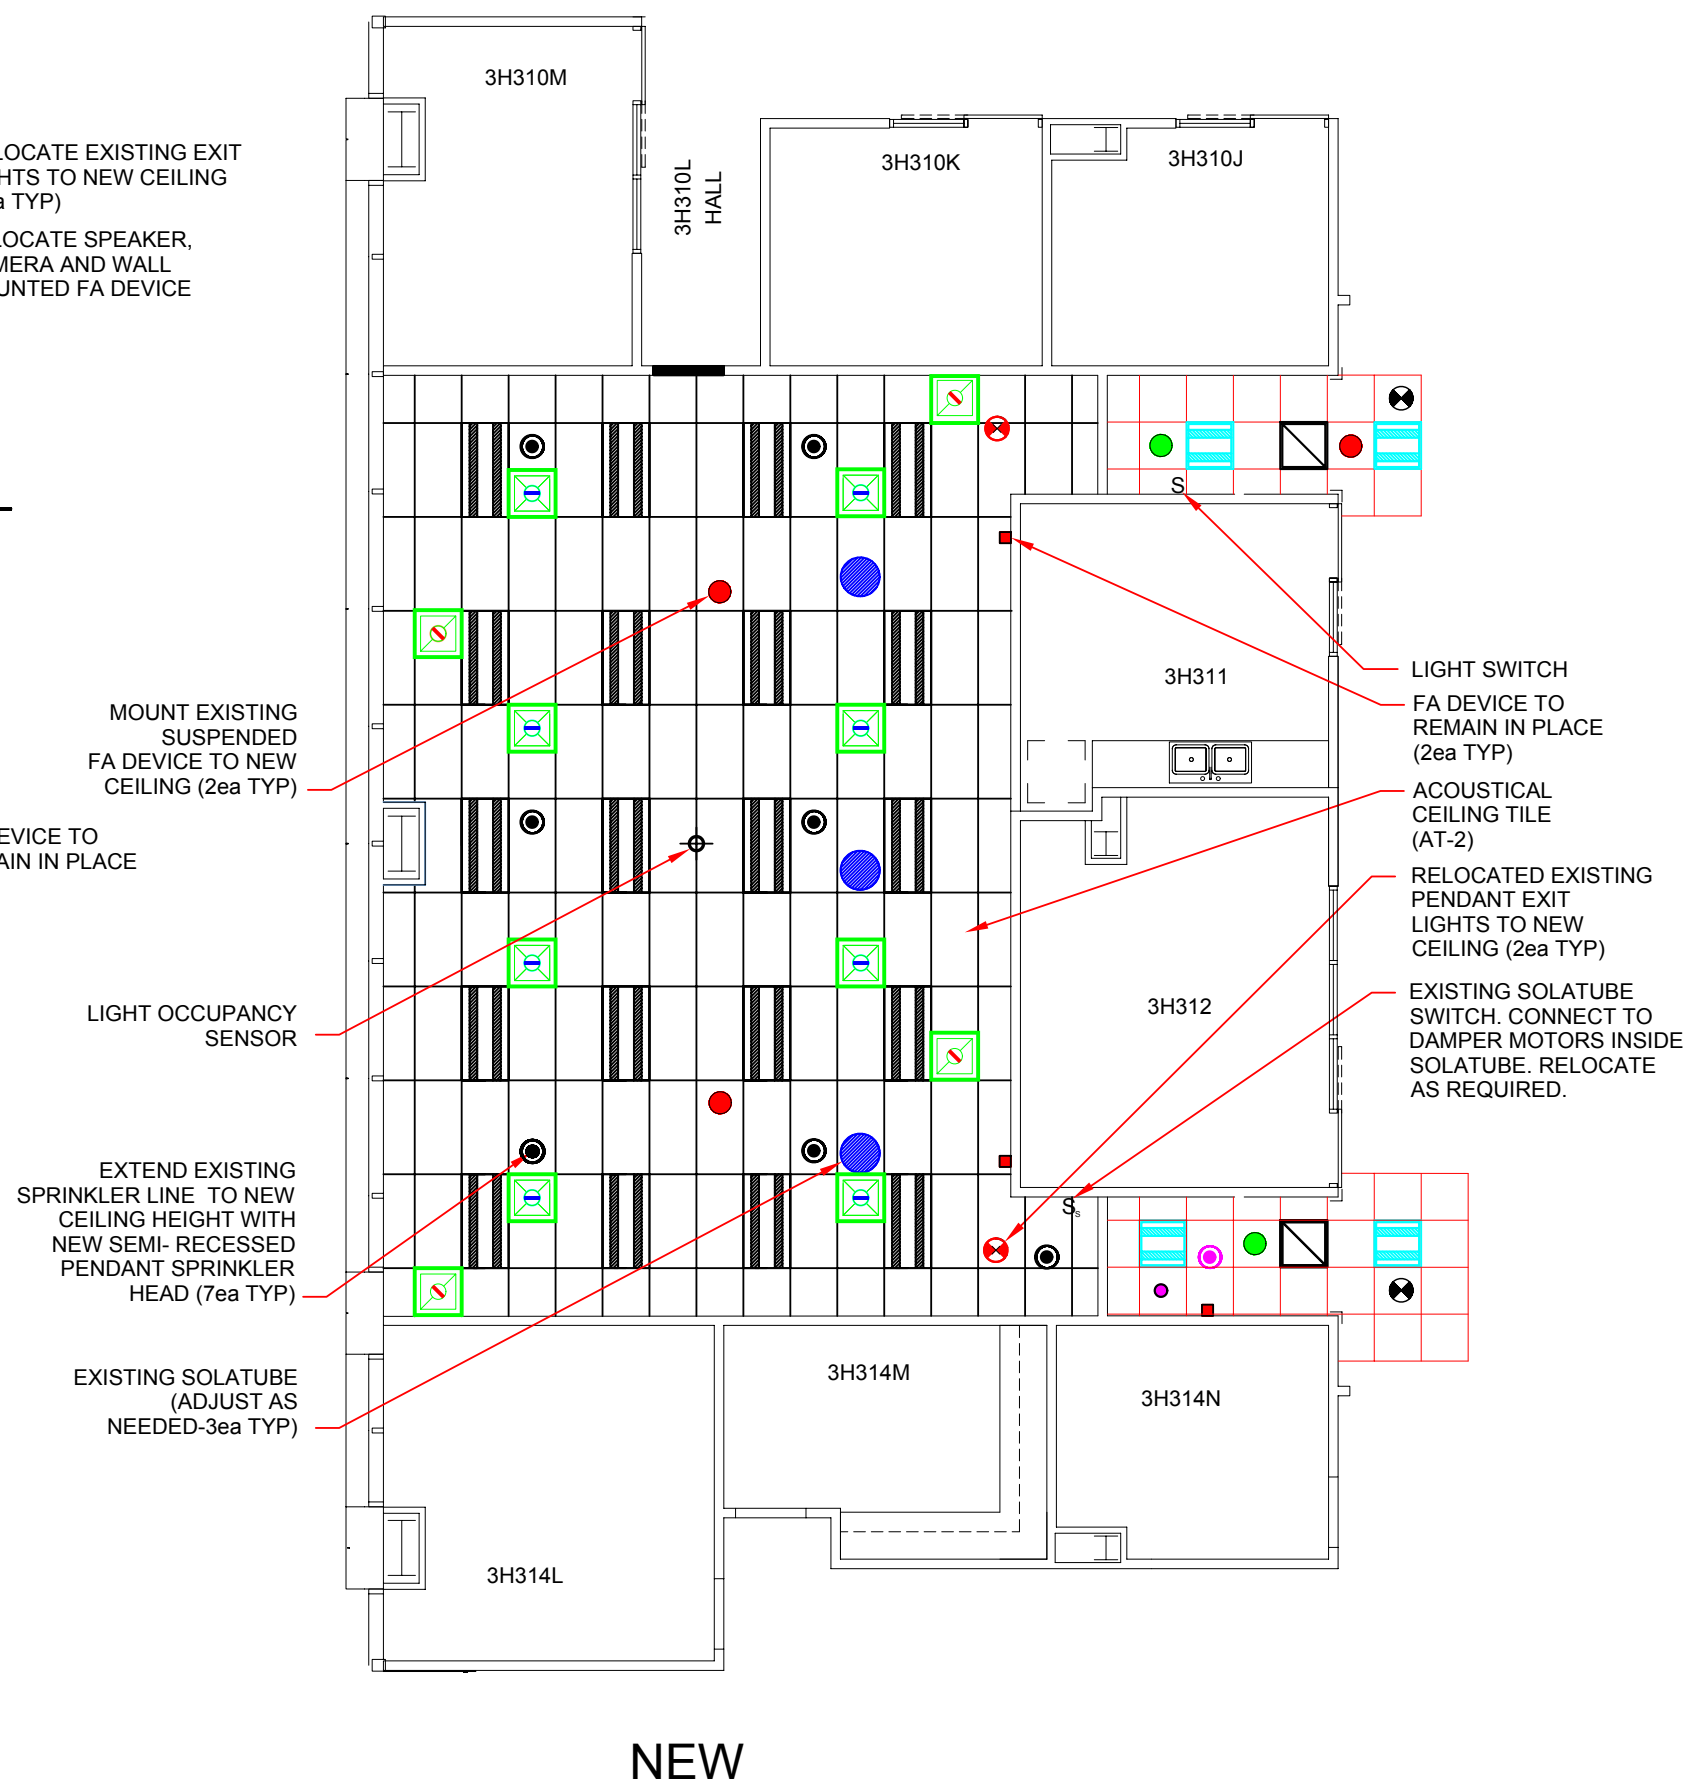 3H310M
LOCATE EXISTING EXIT
HTS TO NEW CEILING
TYP)
LOCATE SPEAKER,
MERA AND WALL
UNTED FA DEVICE
3H310L
HALL
3H310K
3H310J
S
3H311
LIGHT SWITCH
FA DEVICE TO
REMAIN IN PLACE
(2ea TYP)
MOUNT EXISTING
SUSPENDED
FA DEVICE TO NEW
CEILING (2ea TYP)
ACOUSTICAL
CEILING TILE
(AT-2)
EVICE TO
AIN IN PLACE
RELOCATED EXISTING
PENDANT EXIT
LIGHTS TO NEW
CEILING (2ea TYP)
3H312
EXISTING SOLATUBE
SWITCH. CONNECT TO
DAMPER MOTORS INSIDE
SOLATUBE. RELOCATE
AS REQUIRED.
LIGHT OCCUPANCY
SENSOR
EXTEND EXISTING
SPRINKLER LINE TO NEW
CEILING HEIGHT WITH
NEW SEMI- RECESSED
PENDANT SPRINKLER
HEAD (7ea TYP)
Ss
EXISTING SOLATUBE
(ADJUST AS
NEEDED-3ea TYP)
3H314M
3H314N
3H314L
NEW